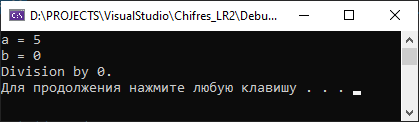 D:\PROJECTS\VisualStudio\Chifres_LR2\Debu...
a = 5
b = 0
Division by 0.
Для продолжения нажмите любую клавишу . . .